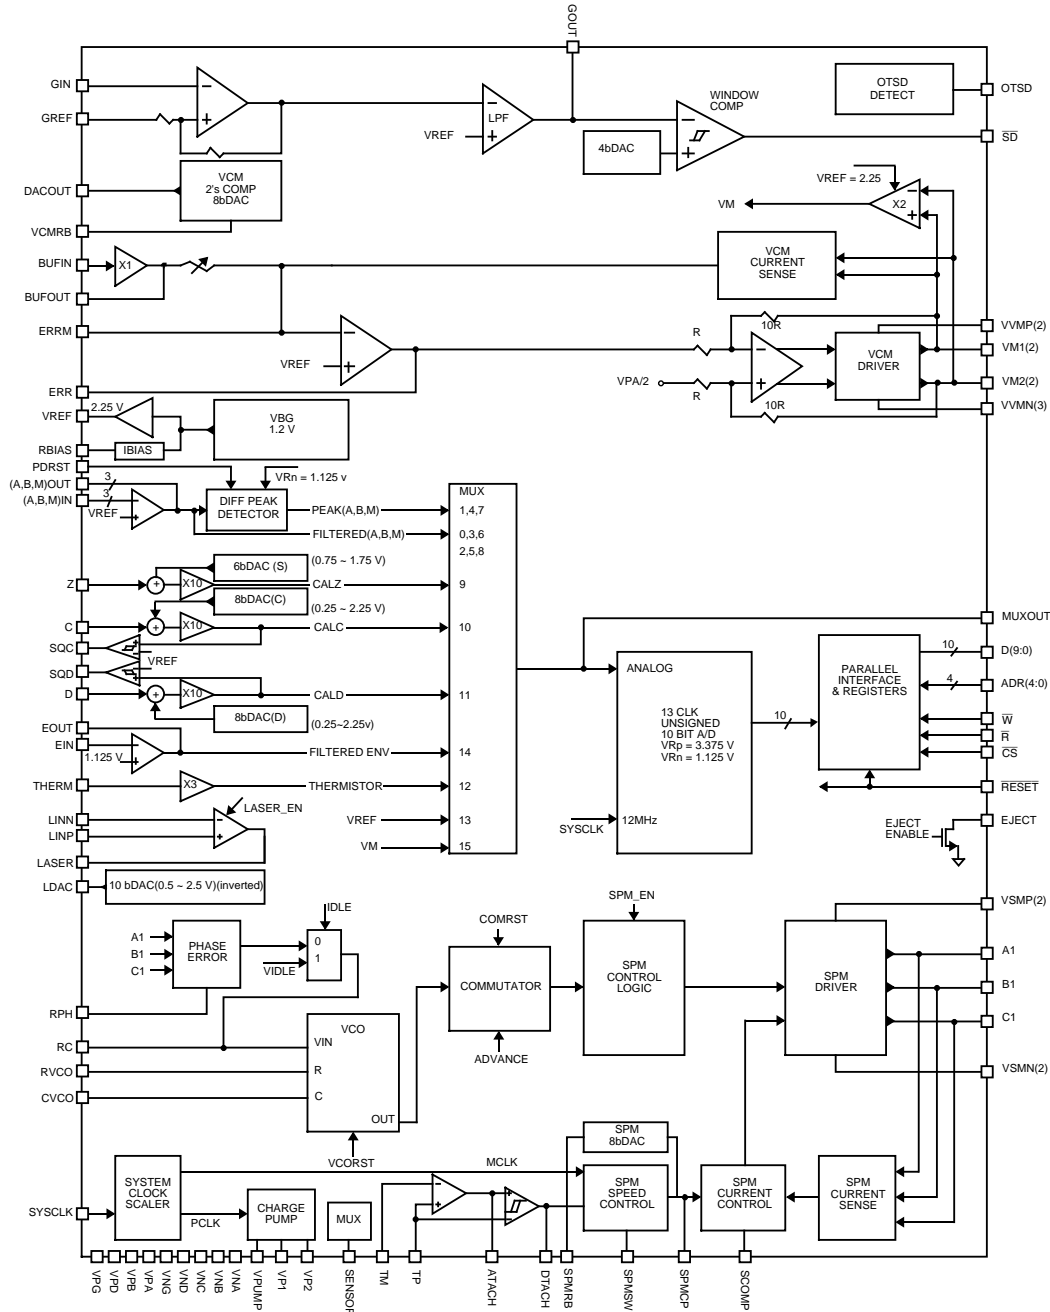 GOUT
GIN
GREF
LPF
VREF
WINDOW
COMP
4bDAC
OTSD
DETECT
OTSD
SD
VCM
2's COMP
8bDAC
DACOUT
VCMRB
VREF = 2.25
VM
X2
BUFIN
X1
BUFOUT
VCM
CURRENT
SENSE
ERRM
VREF
ERR
R
10R
VPA/2
R
10R
VCM
DRIVER
VVMP(2)
VM1(2)
VM2(2)
VVMN(3)
VREF
2.25 V
RBIAS
IBIAS
VBG
1.2 V
PDRST
(A,B,M)OUT
3
(A,B,M)IN
3
VREF
VRn = 1.125 v
DIFF PEAK
DETECTOR
PEAK(A,B,M)
FILTERED(A,B,M)
MUX
1,4,7
0,3,6
2,5,8
9
10
11
14
12
13
15
6bDAC (S)
(0.75 ~ 1.75 V)
Z
+
X10
CALZ
8bDAC(C)
(0.25 ~ 2.25 V)
C
+
X10
CALC
SQC
VREF
SQD
D
+
X10
CALD
8bDAC(D)
(0.25~2.25v)
EOUT
EIN
1.125 V
FILTERED ENV
THERM
X3
THERMISTOR
LASER_EN
LINN
LINP
VREF
VM
LASER
LDAC
10 bDAC(0.5 ~ 2.5 V)(inverted)
ANALOG
13 CLK
UNSIGNED
10 BIT A/D
VRp = 3.375 V
VRn = 1.125 V
SYSCLK
12MHz
10
PARALLEL
INTERFACE
& REGISTERS
MUXOUT
10
D(9:0)
4
ADR(4:0)
W
R
CS
RESET
EJECT
ENABLE
EJECT
A1
B1
C1
PHASE
ERROR
IDLE
0
1
VIDLE
RPH
RC
RVCO
CVCO
VCO
VIN
R
C
OUT
VCORST
COMRST
COMMUTATOR
ADVANCE
SPM_EN
SPM
CONTROL
LOGIC
SPM
DRIVER
VSMP(2)
A1
B1
C1
VSMN(2)
SYSTEM
CLOCK
SCALER
SYSCLK
PCLK
CHARGE
PUMP
MUX
MCLK
SPM
8bDAC
SPM
SPEED
CONTROL
SPM
CURRENT
CONTROL
SPM
CURRENT
SENSE
VPG
VPD
VPB
VPA
VNG
VND
VNC
VNB
VNA
VPUMP
VP1
VP2
SENSOR
TM
TP
ATACH
DTACH
SPMRB
SPMSW
SPMCP
SCOMP